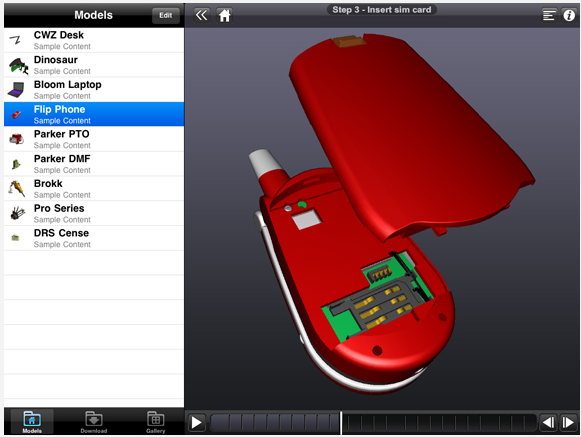 Models
Edit
Step 3 - Insert sim card
CWZ Desk
Sample Content
Dinosaur
Sample Content
Bloom Laptop
Sample Content
Flip Phone
Sample Content
Parker PTO
Sample Content
Parker DMF
Sample Content
Brokk
Sample Content
Pro Series
Sample Content
DRS Cense
Sample Content
Models
Download
Gallery